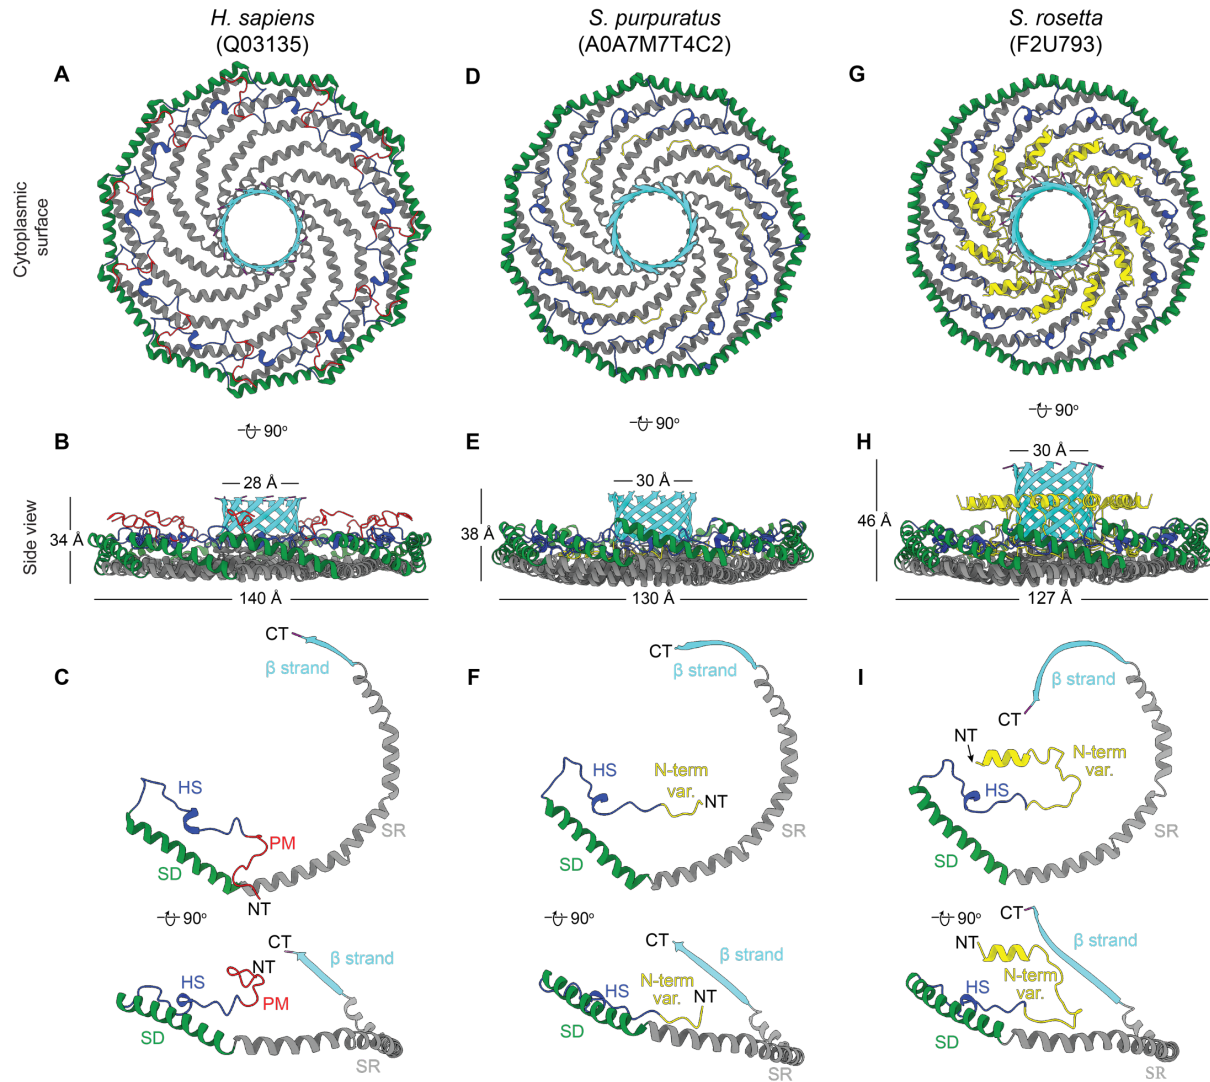 H. sapiens
(Q03135)
S. purpuratus
(A0A7M7T4C2)
S. rosetta
(F2U793)
A
D
G
Cytoplasmic
surface
90°
90°
90°
B
E
H
Side view
28 Å
34 Å
140 Å
30 Å
38 Å
130 Å
30 Å
46 Å
127 Å
C
CT
β strand
HS
PM
SD
SR
NT
90°
CT
β strand
NT
HS
PM
SD
SR
F
CT
β strand
HS
N-term
var.
NT
SR
SD
90°
CT
β strand
HS
N-term
var.
NT
SD
SR
I
β strand
CT
NT
N-term
var.
HS
SR
SD
90°
CT
NT
β strand
N-term
var.
HS
SD
SR